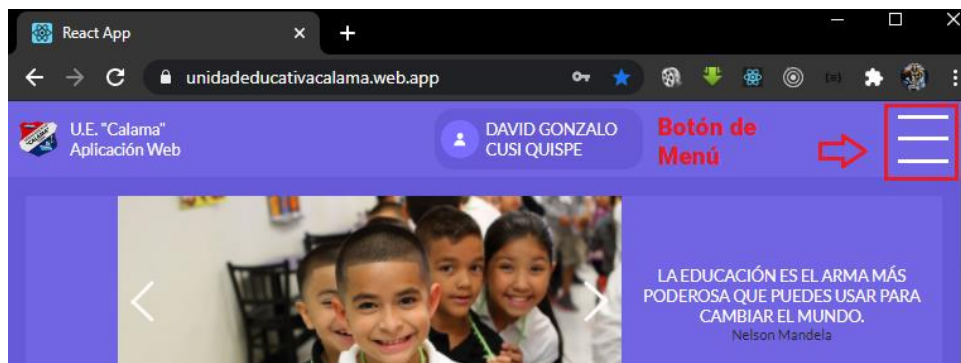 React App
unidadeducativacalama.web.app
U.E. "Calama"
Aplicación Web
DAVID GONZALO
CUSI QUISPE
Botón de
Menú
LA EDUCACIÓN ES EL ARMA MÁS
PODEROSA QUE PUEDES USAR PARA
CAMBIAR EL MUNDO.
Nelson Mandela